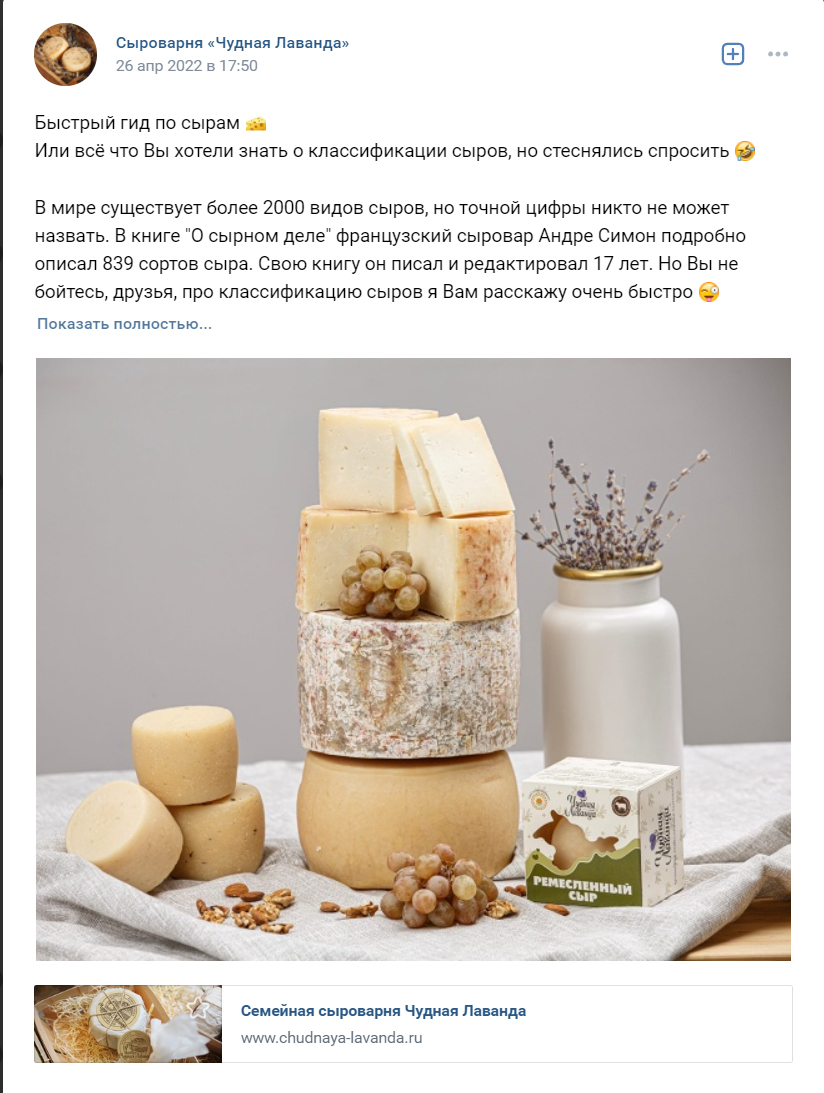 Сыроварня «Чудная Лаванда»
26 апр 2022 в 17:50
Быстрый гид по сырам 🧀
Или всё что Вы хотели знать о классификации сыров, но стеснялись спросить 🤣
В мире существует более 2000 видов сыров, но точной цифры никто не может
назвать. В книге "О сырном деле" французский сыровар Андре Симон подробно
описал 839 сортов сыра. Свою книгу он писал и редактировал 17 лет. Но Вы не
бойтесь, друзья, про классификацию сыров я Вам расскажу очень быстро 😜
Показать полностью...
Чудная
Лаванда
Чудная
Лаванда
РЕМЕСЛЕННЫЙ
СЫР
Семейная сыроварня Чудная Лаванда
www.chudnaya-lavanda.ru